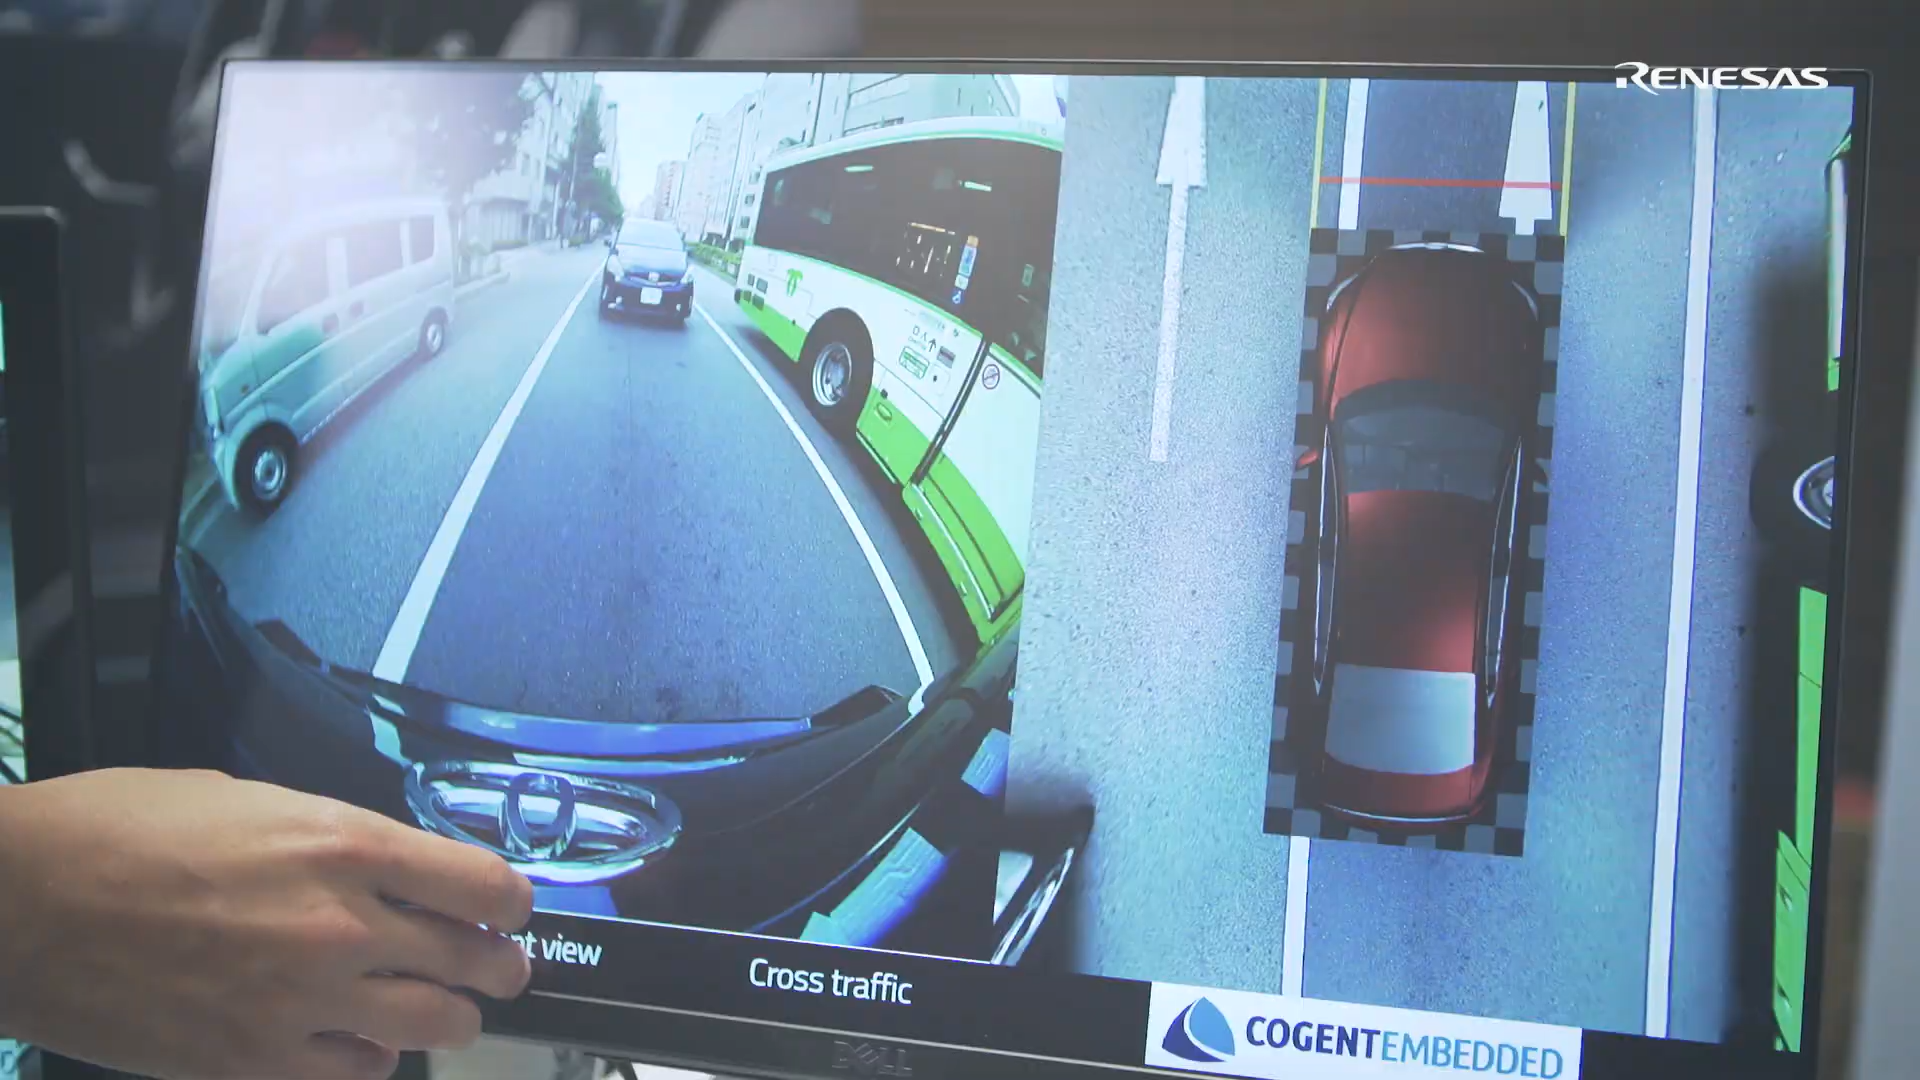 RENESAS
nt view
Cross traffic
COGENTEMBEDDED
DELL